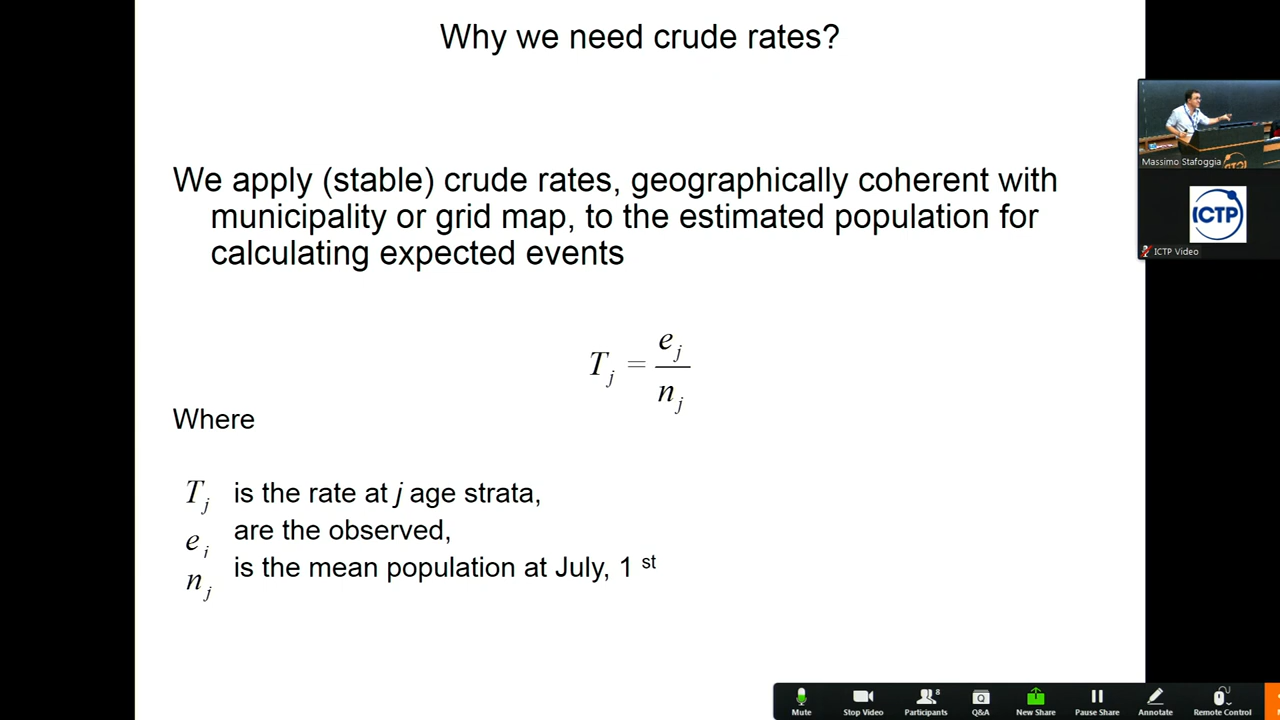 Why we need crude rates?
We apply (stable) crude rates, geographically coherent with
municipality or grid map, to the estimated population for
calculating expected events
T_j = e_j / n_j
Where
T_j is the rate at j age strata,
e_j are the observed,
n_j is the mean population at July, 1 st
Massimo Stafoggia
ICTP
ICTP Video
Mute
Stop Video
8
Participants
Q&A
New Share
Pause Share
Annotate
Remote Control